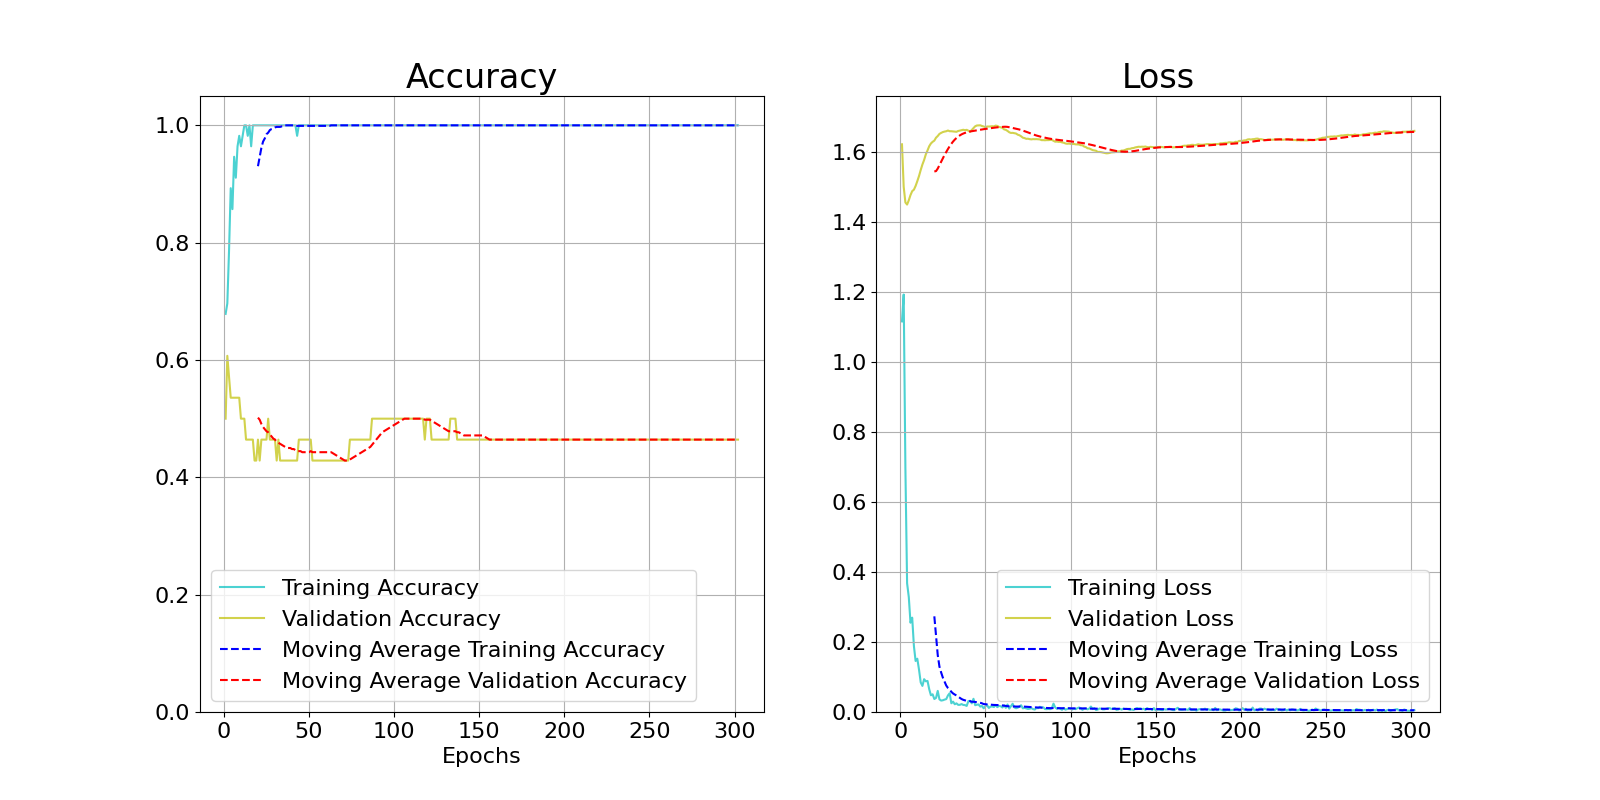 Accuracy
1.0
0.8
0.6
0.4
0.2
0.0
Training Accuracy
Validation Accuracy
Moving Average Training Accuracy
Moving Average Validation Accuracy
0 50 100 150 200 250 300
Epochs
Loss
1.6
1.4
1.2
1.0
0.8
0.6
0.4
0.2
0.0
Training Loss
Validation Loss
Moving Average Training Loss
Moving Average Validation Loss
0 50 100 150 200 250 300
Epochs